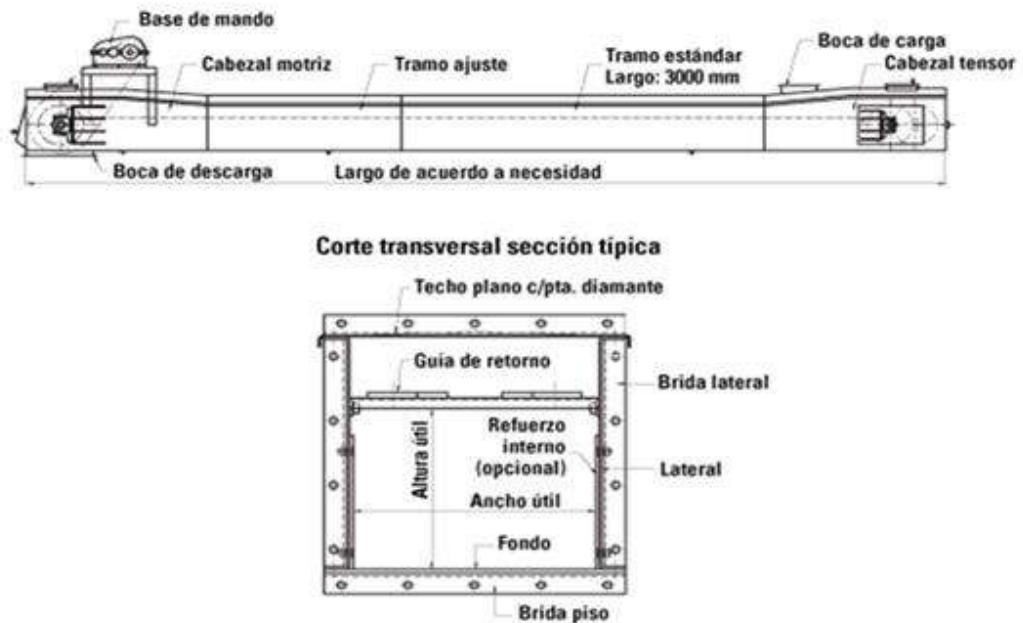 Base de mando
Cabezal motriz
Tramo ajuste
Tramo estándar
Largo: 3000 mm
Boca de carga
Cabezal tensor
Boca de descarga
Largo de acuerdo a necesidad
Corte transversal sección típica
Techo plano c/pta. diamante
Guia de retorno
Brida lateral
Altura útil
Refuerzo
interno
(opcional)
Lateral
Ancho útil
Fondo
Brida piso